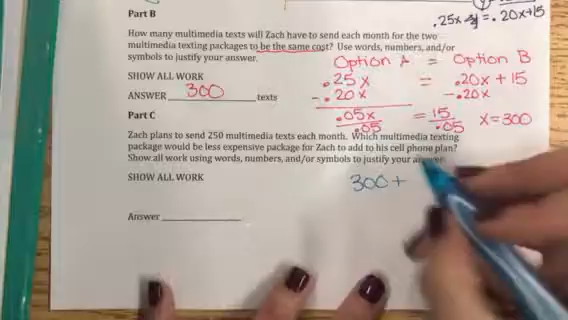 .25x = .20x+15
Part B
How many multimedia texts will Zach have to send each month for the two
multimedia texting packages to be the same cost? Use words, numbers, and/or
symbols to justify your answer.
Option A = Option B
SHOW ALL WORK
.25x = .20x + 15
-.20x -.20x
ANSWER 300 texts
.05x = 15
.05 .05
x=300
Part C
Zach plans to send 250 multimedia texts each month. Which multimedia texting
package would be less expensive package for Zach to add to his cell phone plan?
Show all work using words, numbers, and/or symbols to justify your answer.
SHOW ALL WORK
300+
Answer